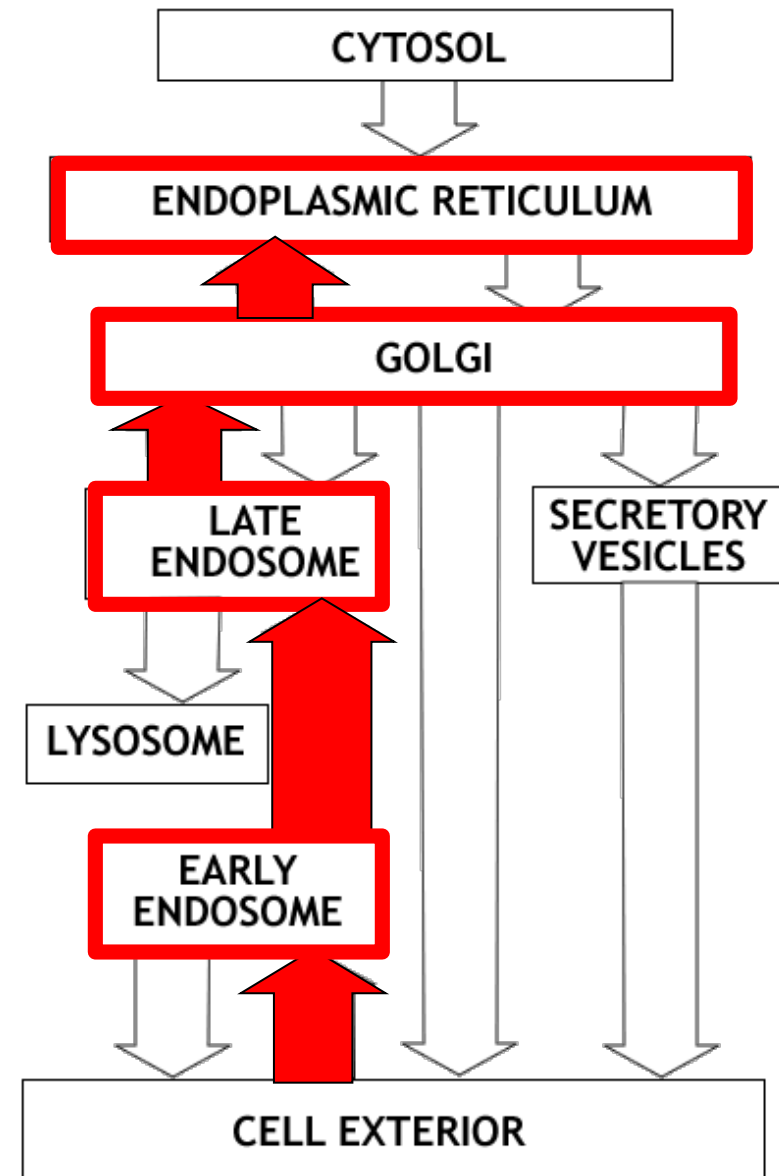 CYTOSOL
ENDOPLASMIC RETICULUM
GOLGI
LATE
ENDOSOME
SECRETORY
VESICLES
LYSOSOME
EARLY
ENDOSOME
CELL EXTERIOR